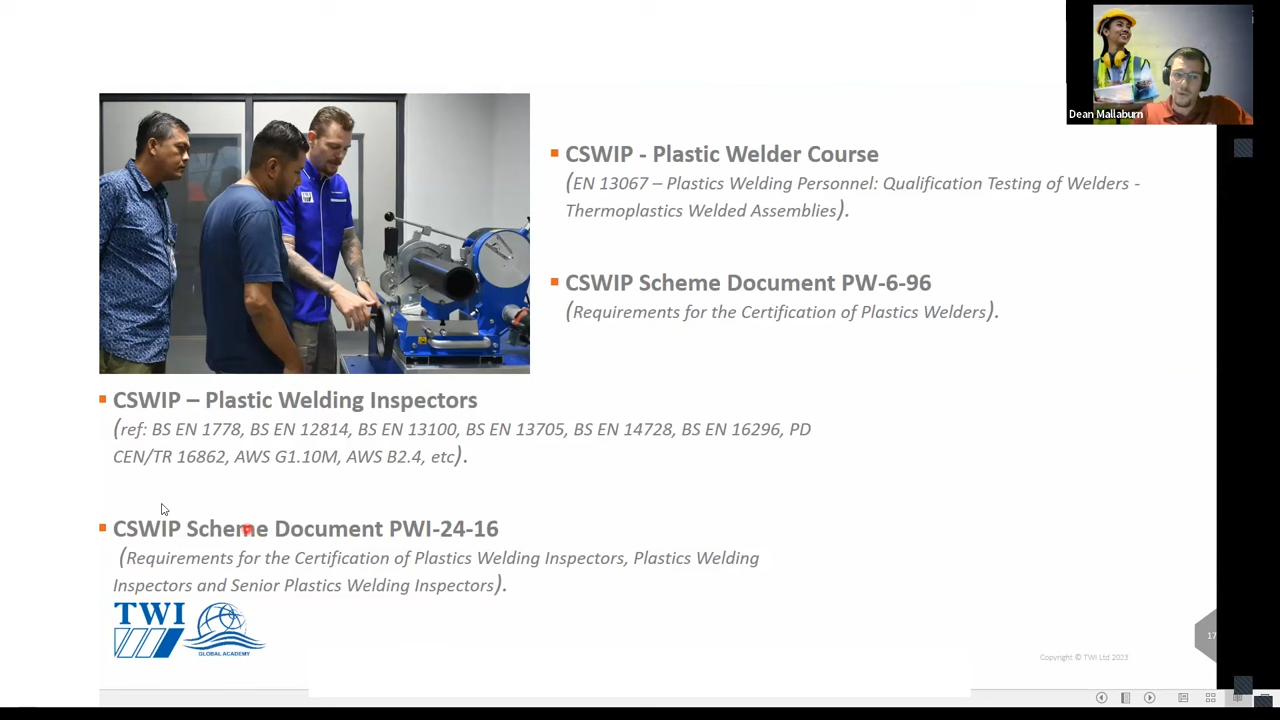 Dean Mallaburn
CSWIP - Plastic Welder Course
(EN 13067 – Plastics Welding Personnel: Qualification Testing of Welders -
Thermoplastics Welded Assemblies).
CSWIP Scheme Document PW-6-96
(Requirements for the Certification of Plastics Welders).
TWI
CSWIP – Plastic Welding Inspectors
(ref: BS EN 1778, BS EN 12814, BS EN 13100, BS EN 13705, BS EN 14728, BS EN 16296, PD
CEN/TR 16862, AWS G1.10M, AWS B2.4, etc).
CSWIP Scheme Document PWI-24-16
(Requirements for the Certification of Plastics Welding Inspectors, Plastics Welding
Inspectors and Senior Plastics Welding Inspectors).
TWI
GLOBAL ACADEMY
17
Copyright © TWI Ltd 2023